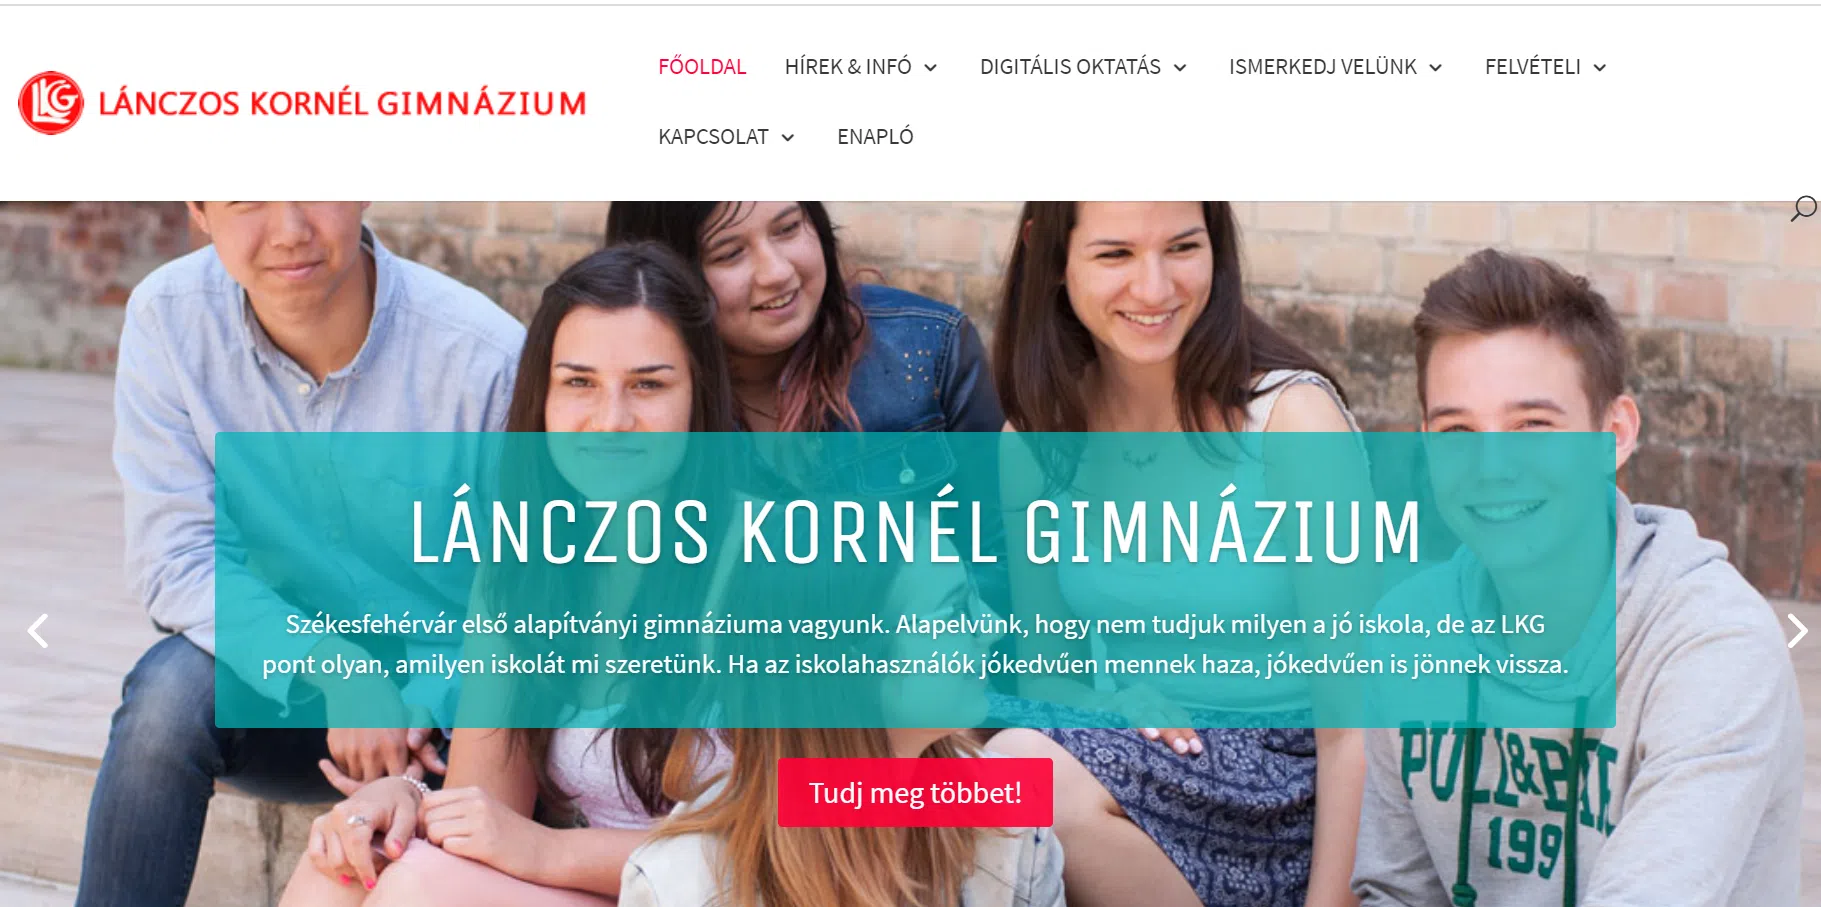 LKG LÁNCZOS KORNÉL GIMNÁZIUM
FŐOLDAL HÍREK & INFÓ DIGITÁLIS OKTATÁS ISMERKEDJ VELÜNK FELVÉTELI
KAPCSOLAT ENAPLÓ
LÁNCZOS KORNÉL GIMNÁZIUM
Székesfehérvár első alapítványi gimnáziuma vagyunk. Alapelvünk, hogy nem tudjuk milyen a jó iskola, de az LKG
pont olyan, amilyen iskolát mi szeretünk. Ha az iskolahasználók jókedvűen mennek haza, jókedvűen is jönnek vissza.
Tudj meg többet!
199